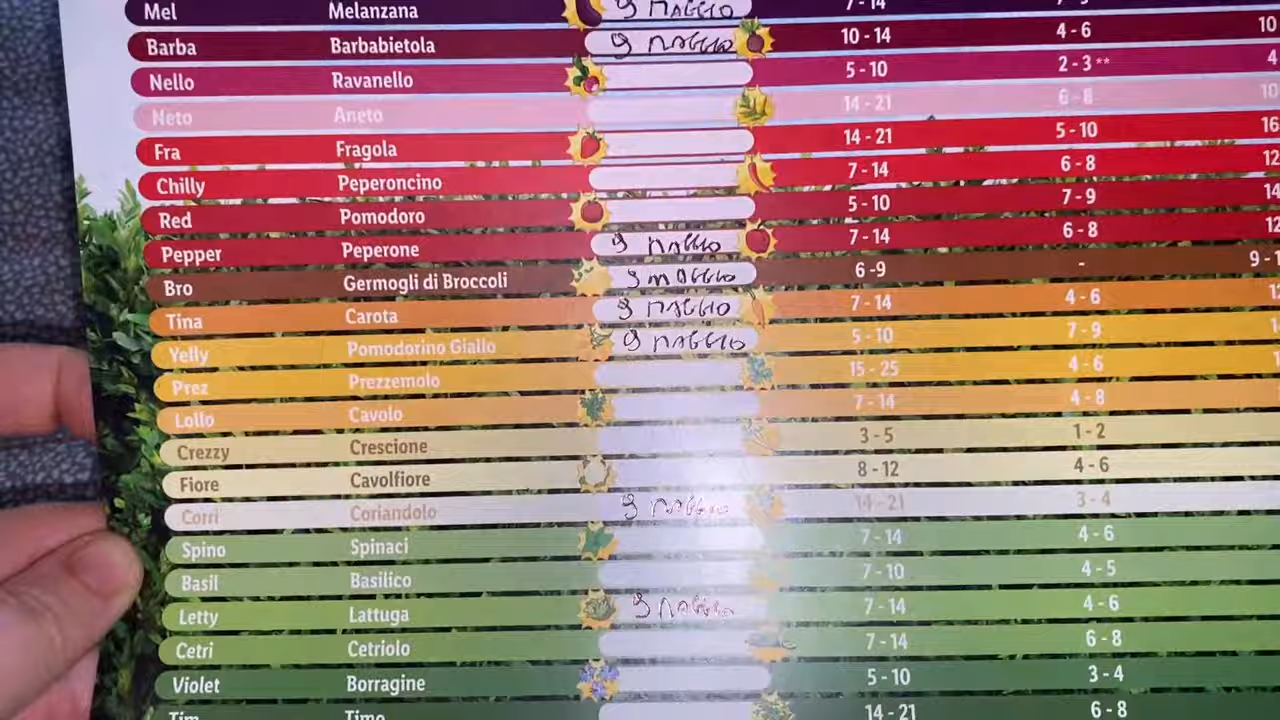 Mel Melanzana 9 MAGGIO 7-14
Barba Barbabietola 9 MAGGIO 10 - 14 4 - 6 10
Nello Ravanello 5 - 10 2 - 3** 4
Neto Aneto 14 - 21 6 - 8 10
Fra Fragola 14 - 21 5 - 10 16
Chilly Peperoncino 7 - 14 6 - 8 12
Red Pomodoro 5 - 10 7 - 9 14
Pepper Peperone 9 MAGGIO 7 - 14 6 - 8 12
Bro Germogli di Broccoli 9 MAGGIO 6 -9 - 9 - 1
Tina Carota 9 MAGGIO 7 - 14 4 - 6
Yelly Pomodorino Giallo 9 MAGGIO 5 - 10 7 - 9
Prez Prezzemolo 15 - 25 4 - 6
Lollo Cavolo 7 - 14 4 - 8
Crezzy Crescione 3 - 5 1 - 2
Fiore Cavolfiore 8 - 12 4 - 6
Corri Coriandolo 9 MAGGIO 14 - 21 3 - 4
Spino Spinaci 7 - 14 4 - 6
Basil Basilico 7 - 10 4 - 5
Letty Lattuga 9 MAGGIO 7 - 14 4 - 6
Cetri Cetriolo 7 - 14 6 - 8
Violet Borragine 5 - 10 3 - 4
Tim Timo 14 - 21 6 - 8